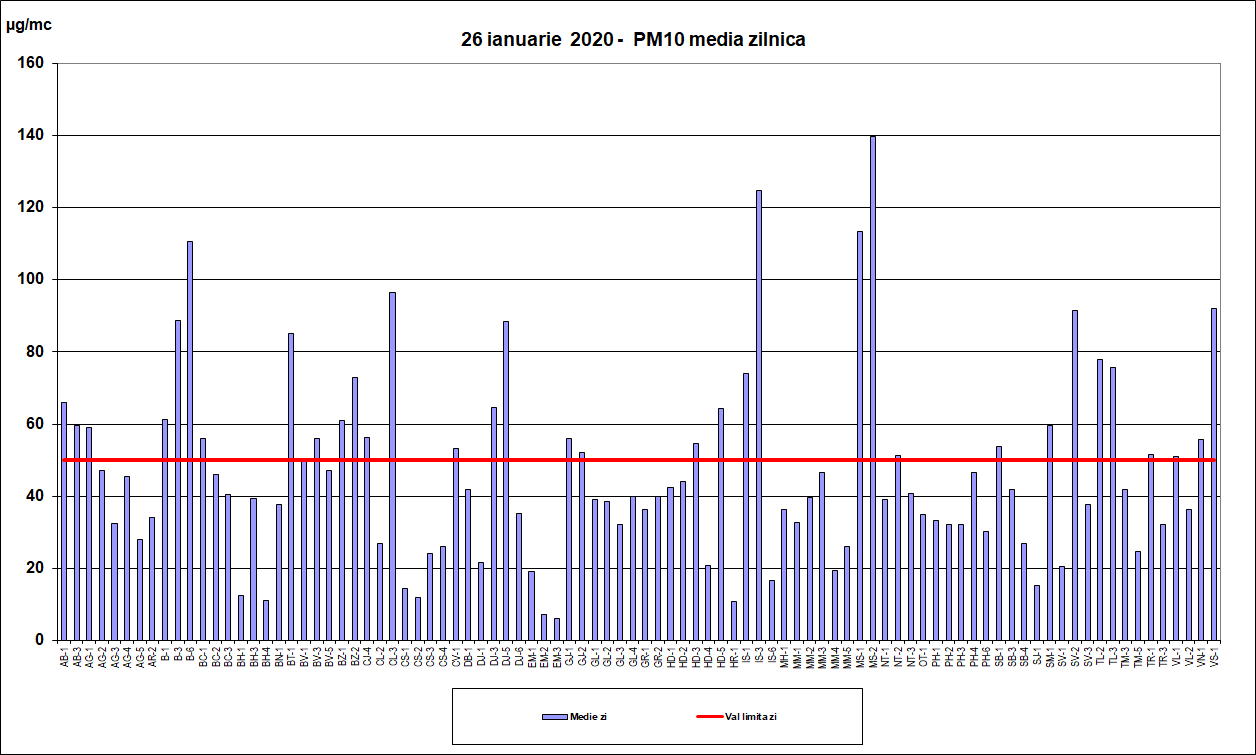 µg/mc
26 ianuarie 2020 - PM10 media zilnica
160
140
120
100
80
60
40
20
0
AB-1 AB-3 AG-1 AG-2 AG-3 AG-4 AG-5 AR-2 B-1 B-3 B-6 BC-1 BC-2 BC-3 BH-1 BH-3 BH-4 BN-1 BT-1 BV-1 BV-3 BV-5 BZ-1 BZ-2 CJ-4 CL-2 CL-3 CS-1 CS-2 CS-3 CS-4 CV-1 DB-1 DJ-1 DJ-3 DJ-5 DJ-6 EM-1 EM-2 EM-3 GJ-1 GJ-2 GL-1 GL-2 GL-3 GL-4 GR-1 GR-2 HD-1 HD-2 HD-3 HD-4 HD-5 HR-1 IS-1 IS-3 IS-6 MH-1 MM-1 MM-2 MM-3 MM-4 MM-5 MS-1 MS-2 NT-1 NT-2 NT-3 OT-1 PH-1 PH-2 PH-3 PH-4 PH-6 SB-1 SB-3 SB-4 SJ-1 SM-1 SV-1 SV-2 SV-3 TL-2 TL-3 TM-3 TM-5 TR-1 TR-3 VL-1 VL-2 VN-1 VS-1
Medie zi Val limita zi